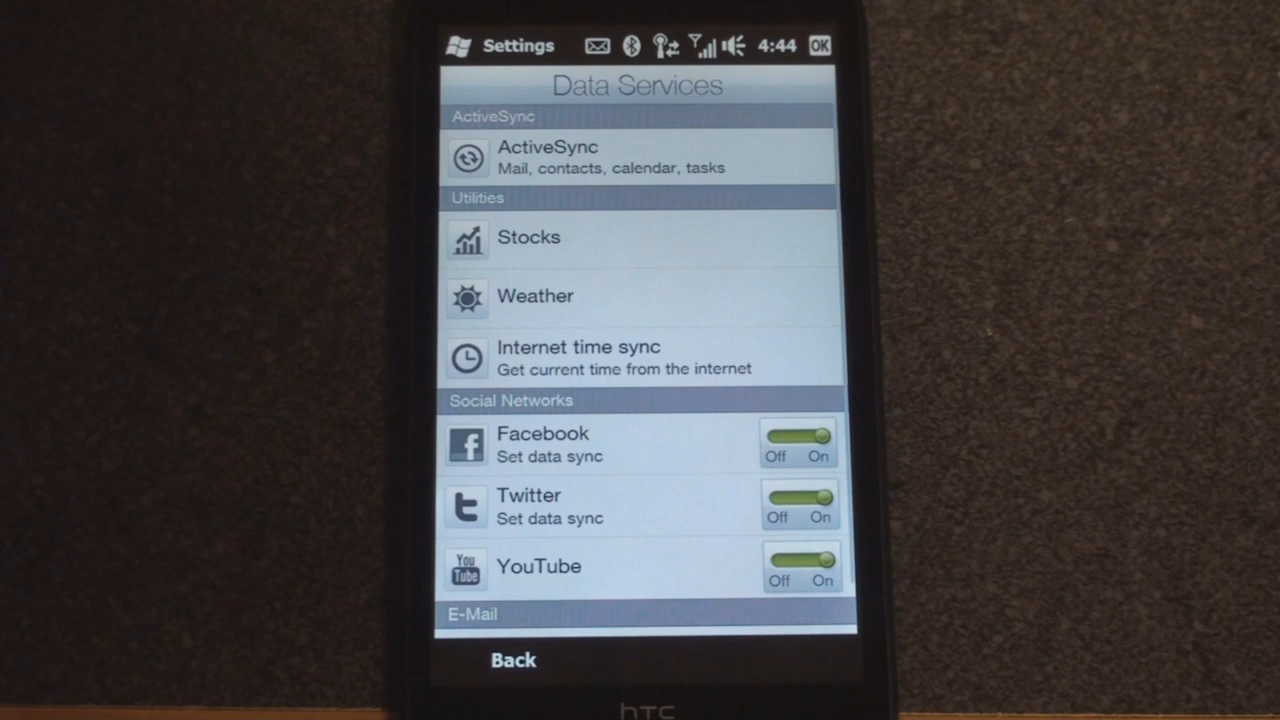 Settings 4:44 OK
Data Services
ActiveSync
ActiveSync
Mail, contacts, calendar, tasks
Utilities
Stocks
Weather
Internet time sync
Get current time from the internet
Social Networks
f Facebook
Set data sync
Off On
t Twitter
Set data sync
Off On
You Tube YouTube
Off On
E-Mail
Back
hTC